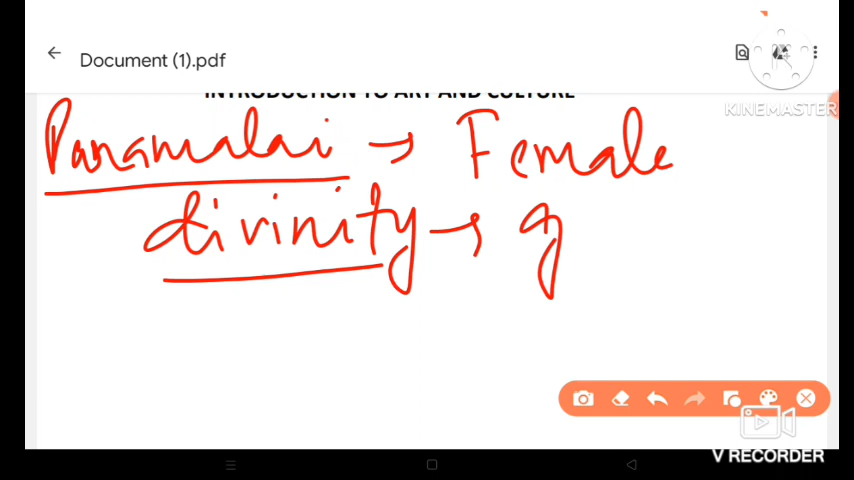 Document (1).pdf
KINEMASTER
INTRODUCTION TO ART AND CULTURE
Panamalai → Female
divinity → g
V RECORDER